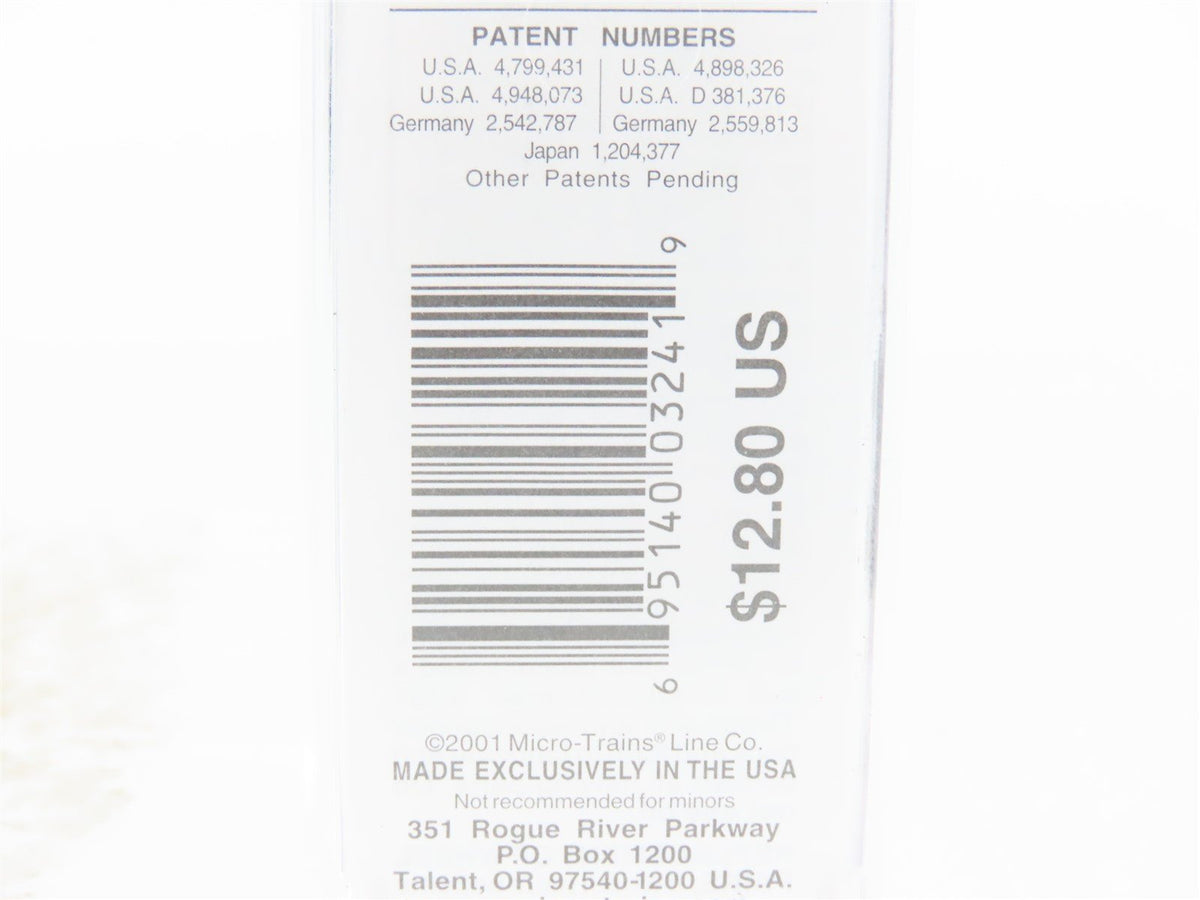 PATENT NUMBERS
U.S.A. 4,799,431 U.S.A. 4,898,326
U.S.A. 4,948,073 U.S.A. D 381,376
Germany 2,542,787 Germany 2,559,813
Japan 1,204,377
Other Patents Pending
6 95140 03241 9
$12.80 US
©2001 Micro-Trains® Line Co.
MADE EXCLUSIVELY IN THE USA
Not recommended for minors
351 Rogue River Parkway
P.O. Box 1200
Talent, OR 97540-1200 U.S.A.